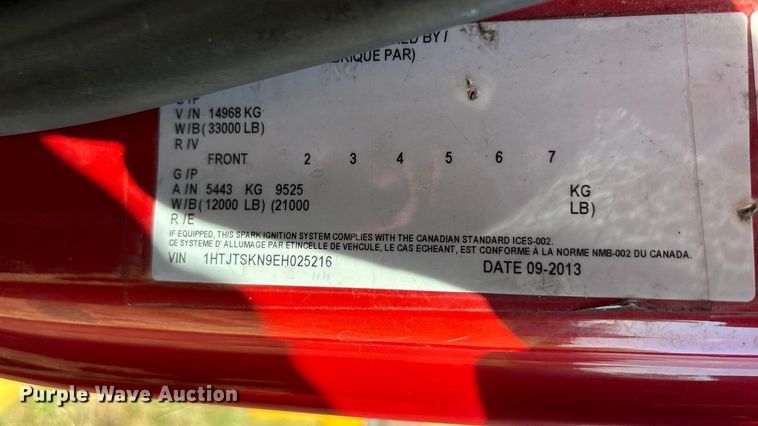 BY /
BRIQUE PAR)
G/P
V/N 14968 KG
W/B (33000 LB)
R/V
FRONT 2 3 4 5 6 7
G/P
A/N 5443 KG 9525 KG
W/B (12000 LB) (21000 LB)
R/E
IF EQUIPPED, THIS SPARK IGNITION SYSTEM COMPLIES WITH THE CANADIAN STANDARD ICES-002.
CE SYSTEME D' ALLUMAGE PAR ETINCELLE DE VEHCULE, LE CAS ECHEANT, EST CONFORME À LA NORME NMB-002 DU CANADA.
VIN 1HTJTSKN9EH025216 DATE 09-2013
Purple Wave Auction